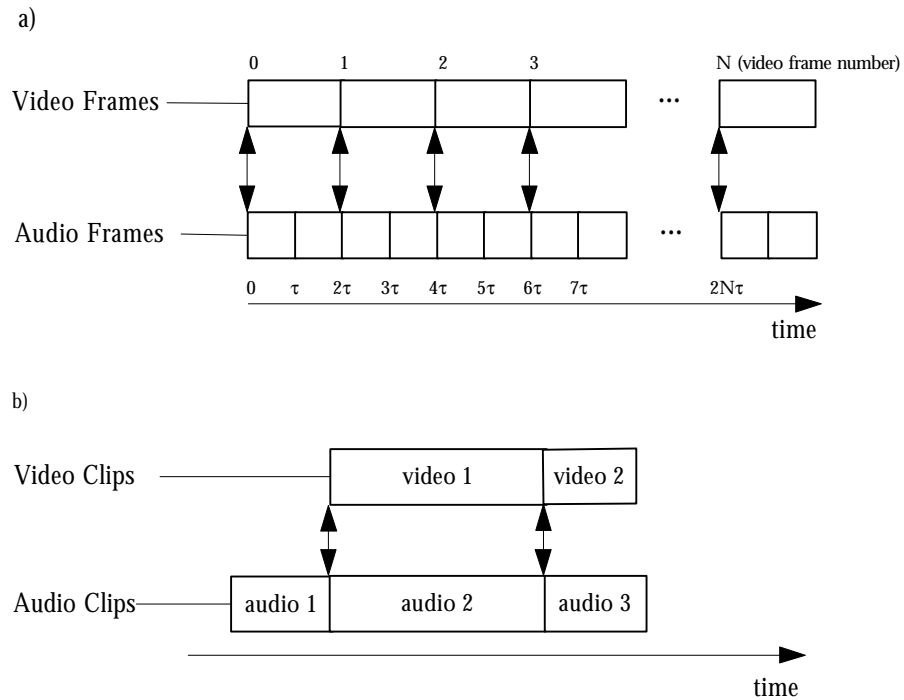 a)
0 1 2 3 N (video frame number)
Video Frames ...
Audio Frames ...
0 τ 2τ 3τ 4τ 5τ 6τ 7τ 2Nτ
time
b)
Video Clips video 1 video 2
Audio Clips audio 1 audio 2 audio 3
time